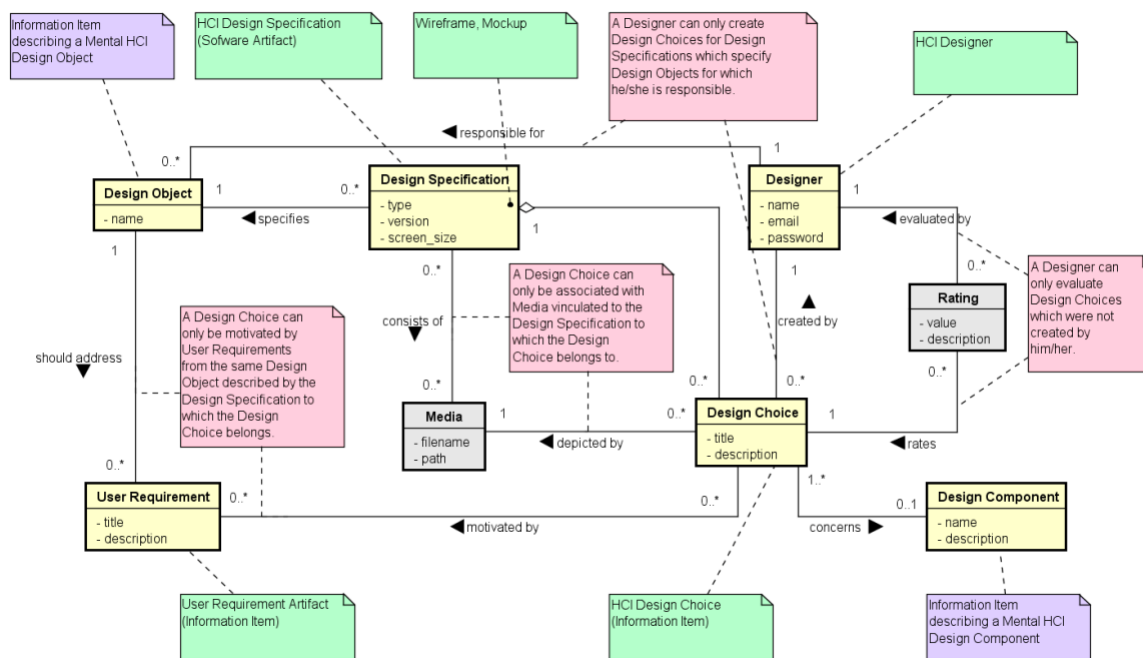 Information Item
describing a Mental HCI
Design Object
HCI Design Specification
(Sofware Artifact)
Wireframe, Mockup
A Designer can only create
Design Choices for Design
Specifications which specify
Design Objects for which
he/she is responsible.
HCI Designer
responsible for
0..*
1
Design Object
- name
1
0..*
specifies
Design Specification
- type
- version
- screen_size
1
Designer
- name
- email
- password
1
evaluated by
0..*
1
0..*
1
A Designer can
only evaluate
Design Choices
which were not
created by
him/her.
Rating
- value
- description
A Design Choice can
only be motivated by
User Requirements
from the same Design
Object described by the
Design Specification to
which the Design
Choice belongs.
consists of
A Design Choice can
only be associated with
Media vinculated to the
Design Specification to
which the Design
Choice belongs to.
created by
should address
0..*
0..*
0..*
0..*
Media
- filename
- path
1
depicted by
0..*
Design Choice
- title
- description
1
rates
0..*
User Requirement
- title
- description
0..*
motivated by
0..*
1..*
concerns
0..1
Design Component
- name
- description
User Requirement Artifact
(Information Item)
HCI Design Choice
(Information Item)
Information Item
describing a Mental HCI
Design Component